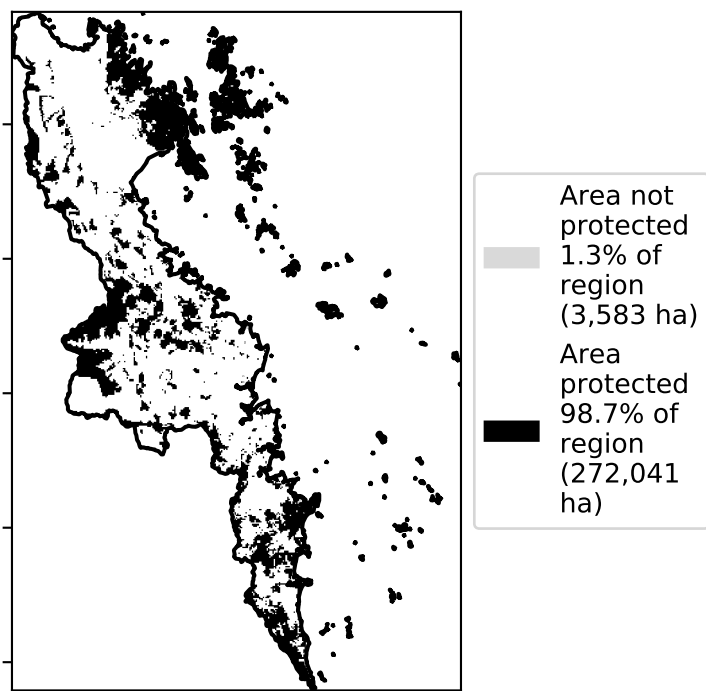 Area not
protected
1.3% of
region
(3,583 ha)
Area
protected
98.7% of
region
(272,041
ha)